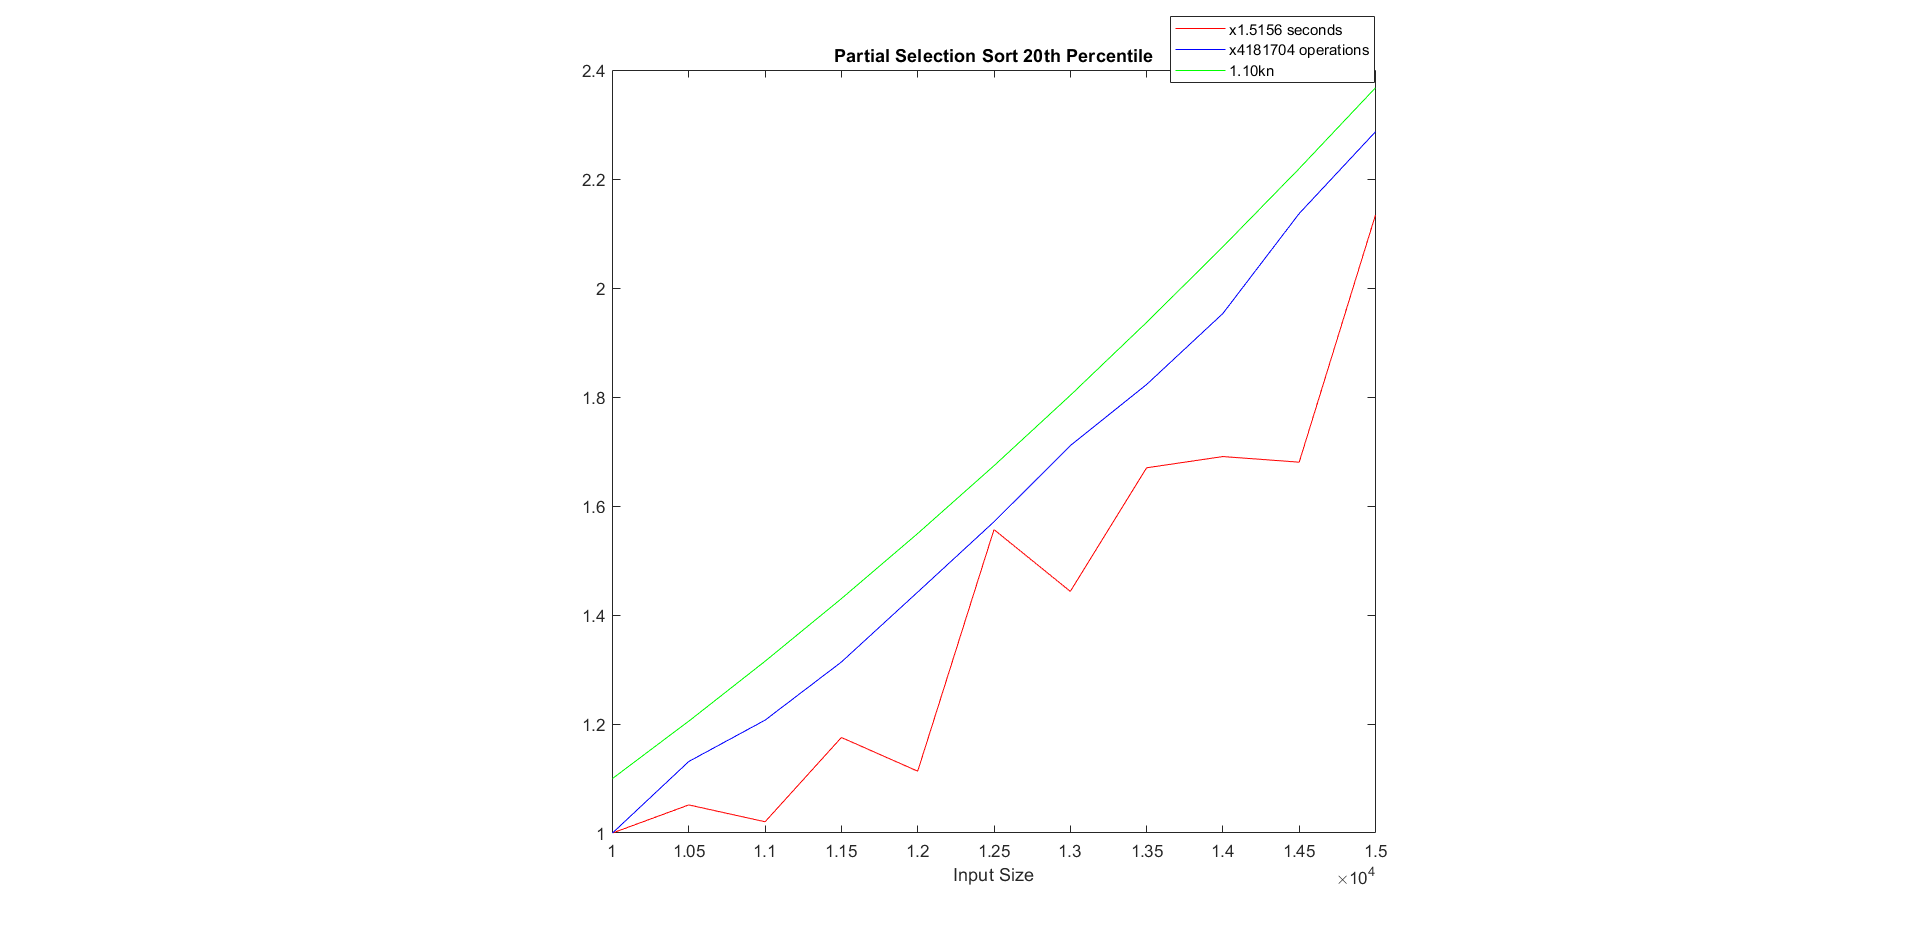 x1.5156 seconds
x4181704 operations
1.10kn
Partial Selection Sort 20th Percentile
2.4
2.2
2
1.8
1.6
1.4
1.2
1
1 1.05 1.1 1.15 1.2 1.25 1.3 1.35 1.4 1.45 1.5
Input Size
×10⁴